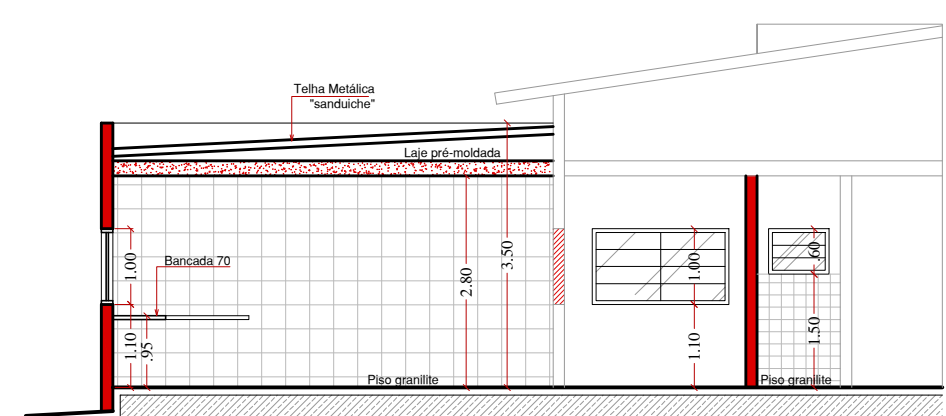 Telha Metálica
"sanduiche"
Laje pré-moldada
3.50
2.80
1.00
Bancada 70
1.10
.95
1.00
1.10
.60
1.50
Piso granilite
Piso granilite